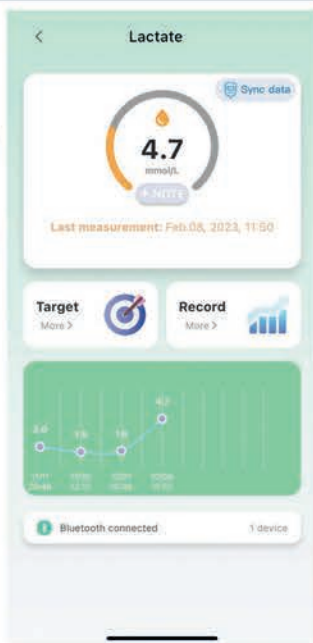 Lactate
Sync data
4.7
mmol/L
+ NOTE
Last measurement: Feb.08, 2023, 11:50
Target
More >
Record
More >
4.7
Bluetooth connected
1 device